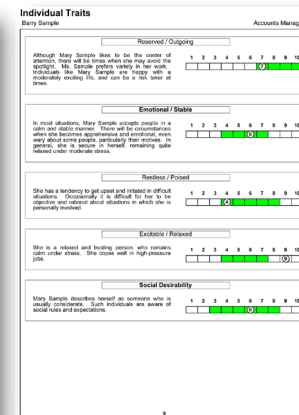 Individual Traits
Barry Sample Accounts Manag
Reserved / Outgoing
Although Mary Sample likes to be the center of
attention, there will be times when she may avoid the
spotlight. Ms. Sample prefers variety in her work.
Individuals like Mary Sample are happy with a
moderately exciting life, and can be a risk taker at
times.
1 2 3 4 5 6 7 8 9 10
7
Emotional / Stable
In most situations, Mary Sample accepts people in a
calm and stable manner. There will be circumstances
when she becomes apprehensive and emotional, even
wary about some people, particularly their motives. In
general, she is secure in herself, remaining quite
relaxed under moderate stress.
1 2 3 4 5 6 7 8 9 10
6
Restless / Poised
She has a tendency to get upset and irritated in difficult
situations. Occasionally it is difficult for her to be
objective and rational about situations in which she is
personally involved.
1 2 3 4 5 6 7 8 9 10
4
Excitable / Relaxed
She is a relaxed and trusting person, who remains
calm under stress. She copes well in high-pressure
jobs.
1 2 3 4 5 6 7 8 9 10
9
Social Desirability
Mary Sample describes herself as someone who is
usually considerate. Such individuals are aware of
social rules and expectations.
1 2 3 4 5 6 7 8 9 10
6